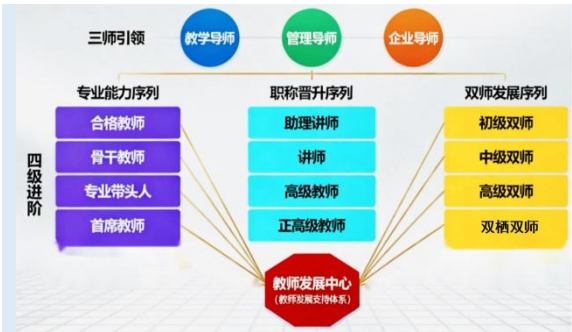 三师引领 教学导师 管理导师 企业导师
专业能力序列 职称晋升序列 双师发展序列
合格教师 助理讲师 初级双师
骨干教师 讲师 中级双师
专业带头人 高级教师 高级双师
首席教师 正高级教师 双栖双师
四级进阶
教师发展中心
(教师发展支持体系)